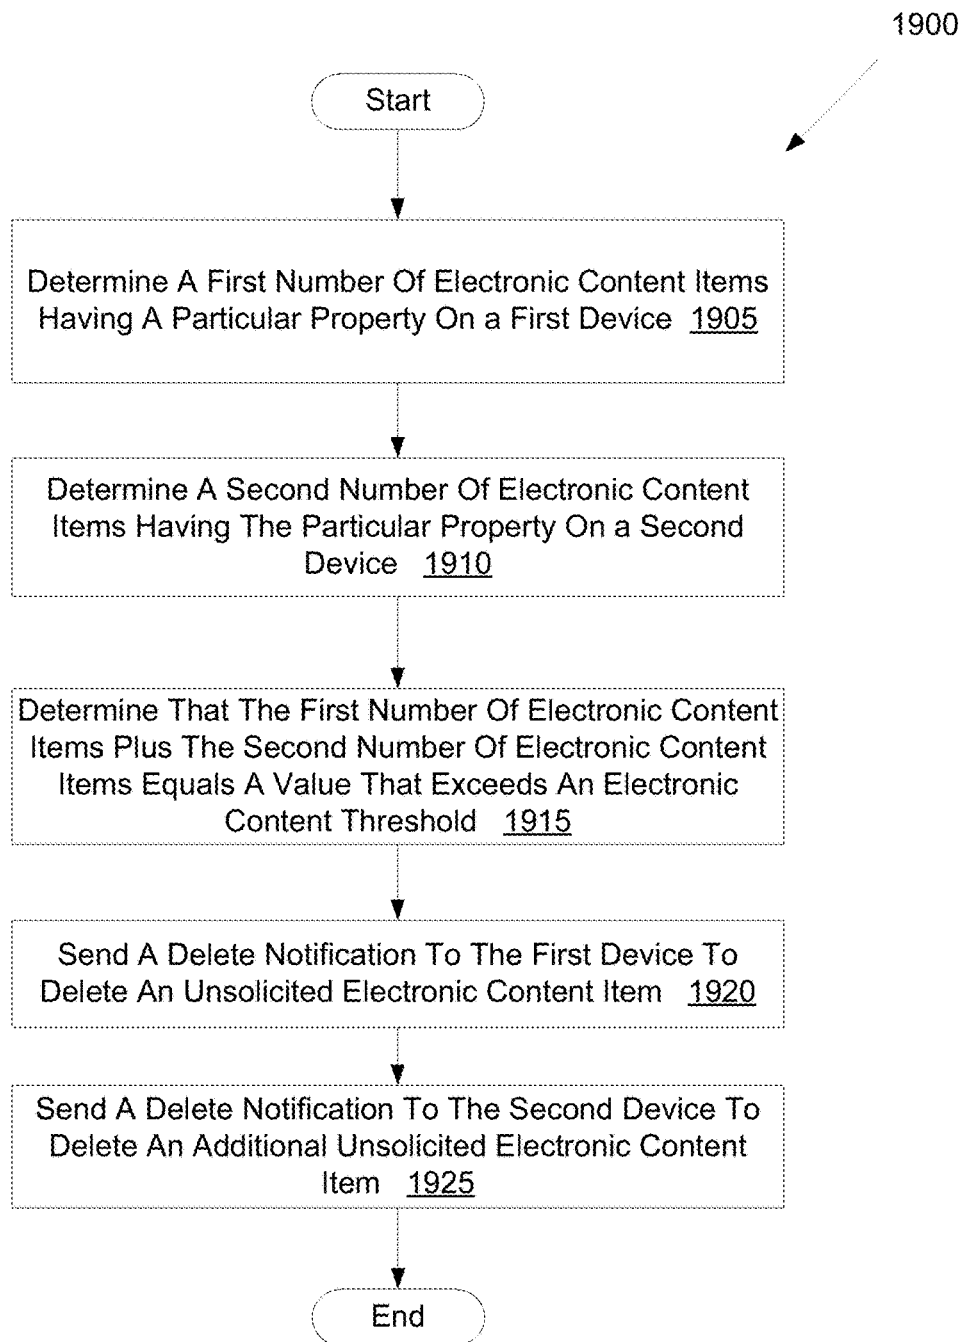 1900
Start
Determine A First Number Of Electronic Content Items
Having A Particular Property On a First Device 1905
Determine A Second Number Of Electronic Content
Items Having The Particular Property On a Second
Device 1910
Determine That The First Number Of Electronic Content
Items Plus The Second Number Of Electronic Content
Items Equals A Value That Exceeds An Electronic
Content Threshold 1915
Send A Delete Notification To The First Device To
Delete An Unsolicited Electronic Content Item 1920
Send A Delete Notification To The Second Device To
Delete An Additional Unsolicited Electronic Content
Item 1925
End